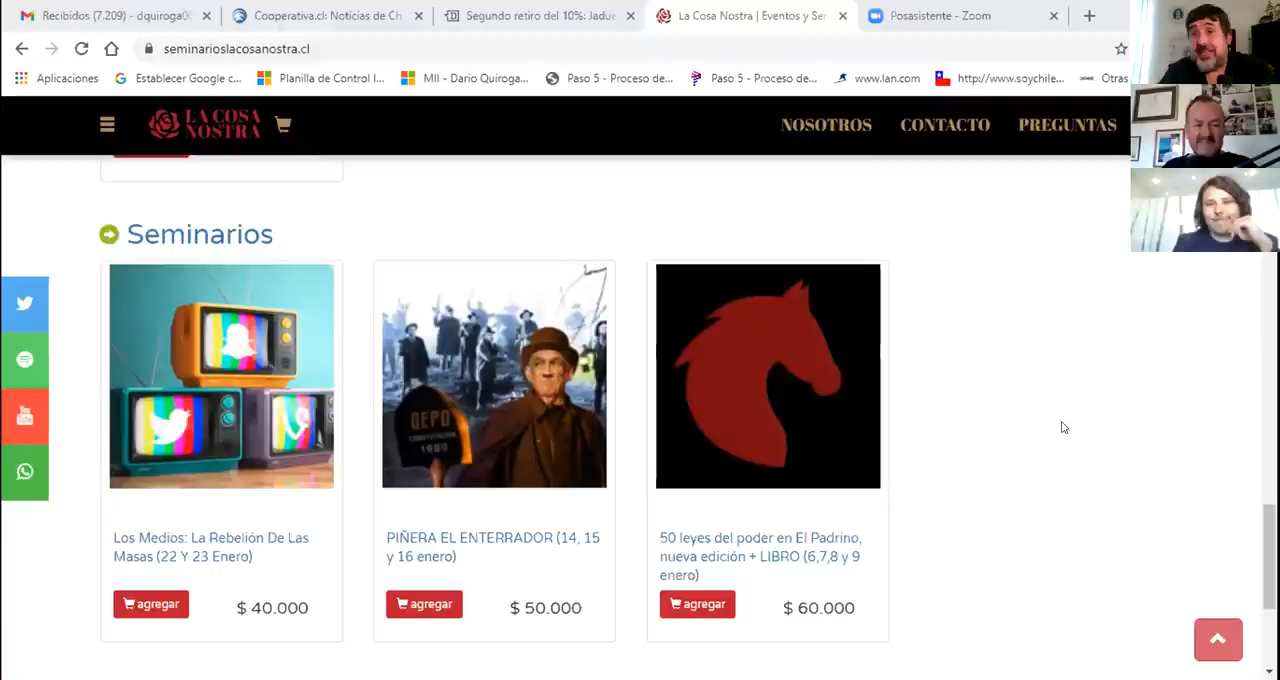 Recibidos (7.209) - dquiroga0(
Cooperativa.cl: Noticias de Ch
Segundo retiro del 10%: Jadue
La Cosa Nostra | Eventos y Ser
Posasistente - Zoom
seminarioslacosanostra.cl
Aplicaciones
Establecer Google c...
Planilla de Control I...
MII - Dario Quiroga...
Paso 5 - Proceso de...
Paso 5 - Proceso de...
www.lan.com
http://www.soychile...
Otras
LA COSA
NOSTRA
NOSOTROS
CONTACTO
PREGUNTAS
Seminarios
DEPO
CONSTITUCION
1980
You
Los Medios: La Rebelión De Las
Masas (22 Y 23 Enero)
agregar
$ 40.000
PIÑERA EL ENTERRADOR (14, 15
y 16 enero)
agregar
$ 50.000
50 leyes del poder en El Padrino,
nueva edición + LIBRO (6,7,8 y 9
enero)
agregar
$ 60.000